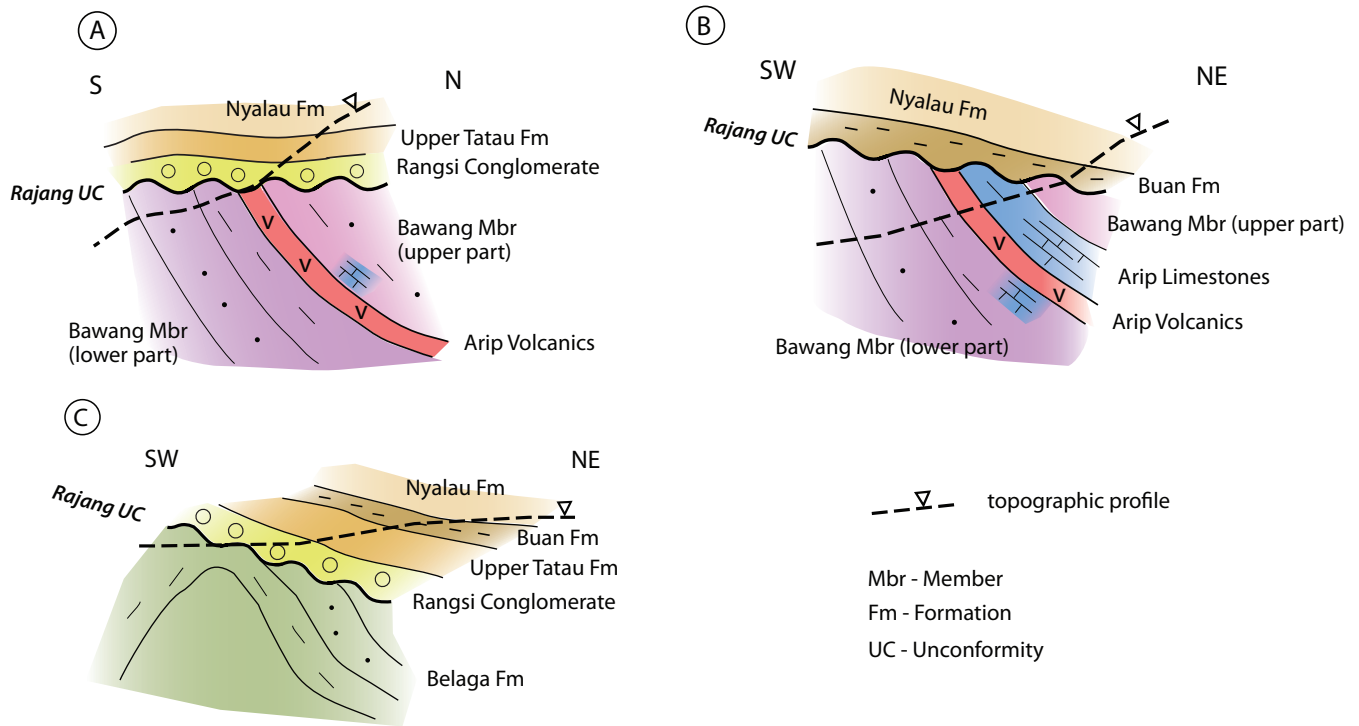 A
S
N
Nyalau Fm
Upper Tatau Fm
Rangsi Conglomerate
Rajang UC
Bawang Mbr
(upper part)
V
V
V
Bawang Mbr
(lower part)
Arip Volcanics
B
SW
NE
Nyalau Fm
Rajang UC
Buan Fm
Bawang Mbr (upper part)
V
Arip Limestones
V
Arip Volcanics
Bawang Mbr (lower part)
C
SW
NE
Nyalau Fm
Rajang UC
Buan Fm
Upper Tatau Fm
Rangsi Conglomerate
Belaga Fm
topographic profile
Mbr - Member
Fm - Formation
UC - Unconformity